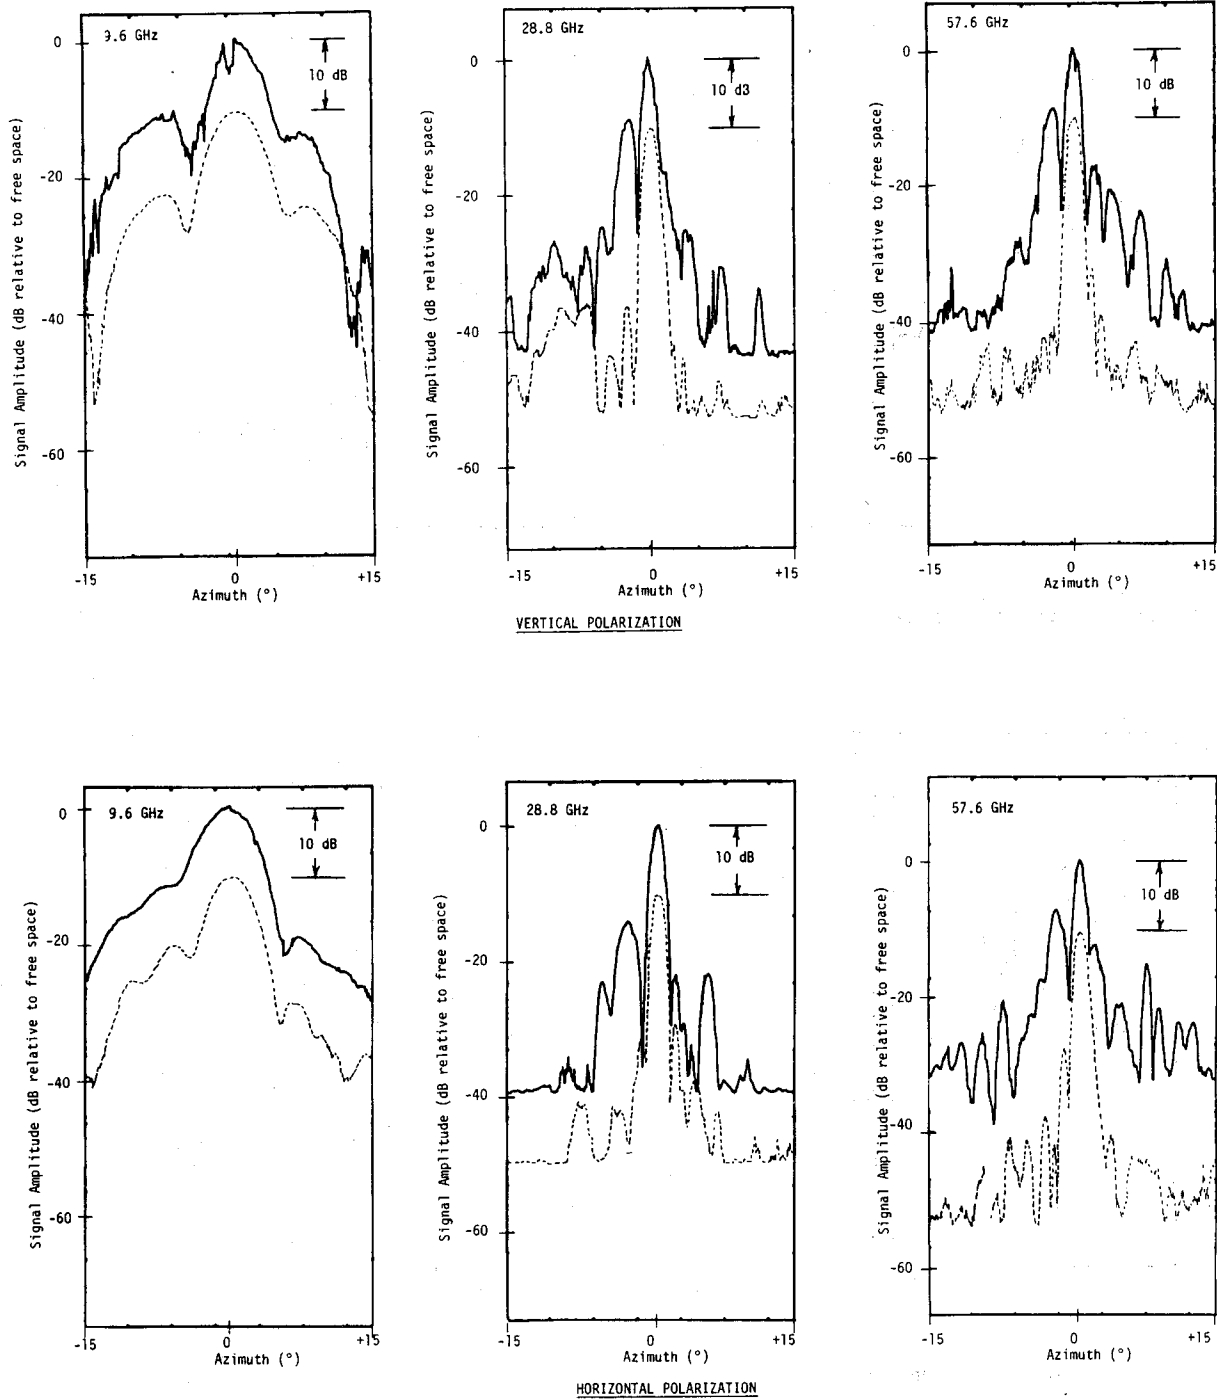 9.6 GHz
0
10 dB
-20
-40
-60
Signal Amplitude (dB relative to free space)
-15
0
+15
Azimuth (°)
28.8 GHz
0
10 d3
-20
-40
-60
Signal Amplitude (dB relative to free space)
-15
0
+15
Azimuth (°)
57.6 GHz
0
10 dB
-20
-40
-60
Signal Amplitude (dB relative to free space)
-15
0
+15
Azimuth (°)
VERTICAL POLARIZATION
9.6 GHz
0
10 dB
-20
-40
-60
Signal Amplitude (dB relative to free space)
-15
0
+15
Azimuth (°)
28.8 GHz
0
10 dB
-20
-40
-60
Signal Amplitude (dB relative to free space)
-15
0
+15
Azimuth (°)
57.6 GHz
0
10 dB
-20
-40
-60
Signal Amplitude (dB relative to free space)
-15
0
+15
Azimuth (°)
HORIZONTAL POLARIZATION